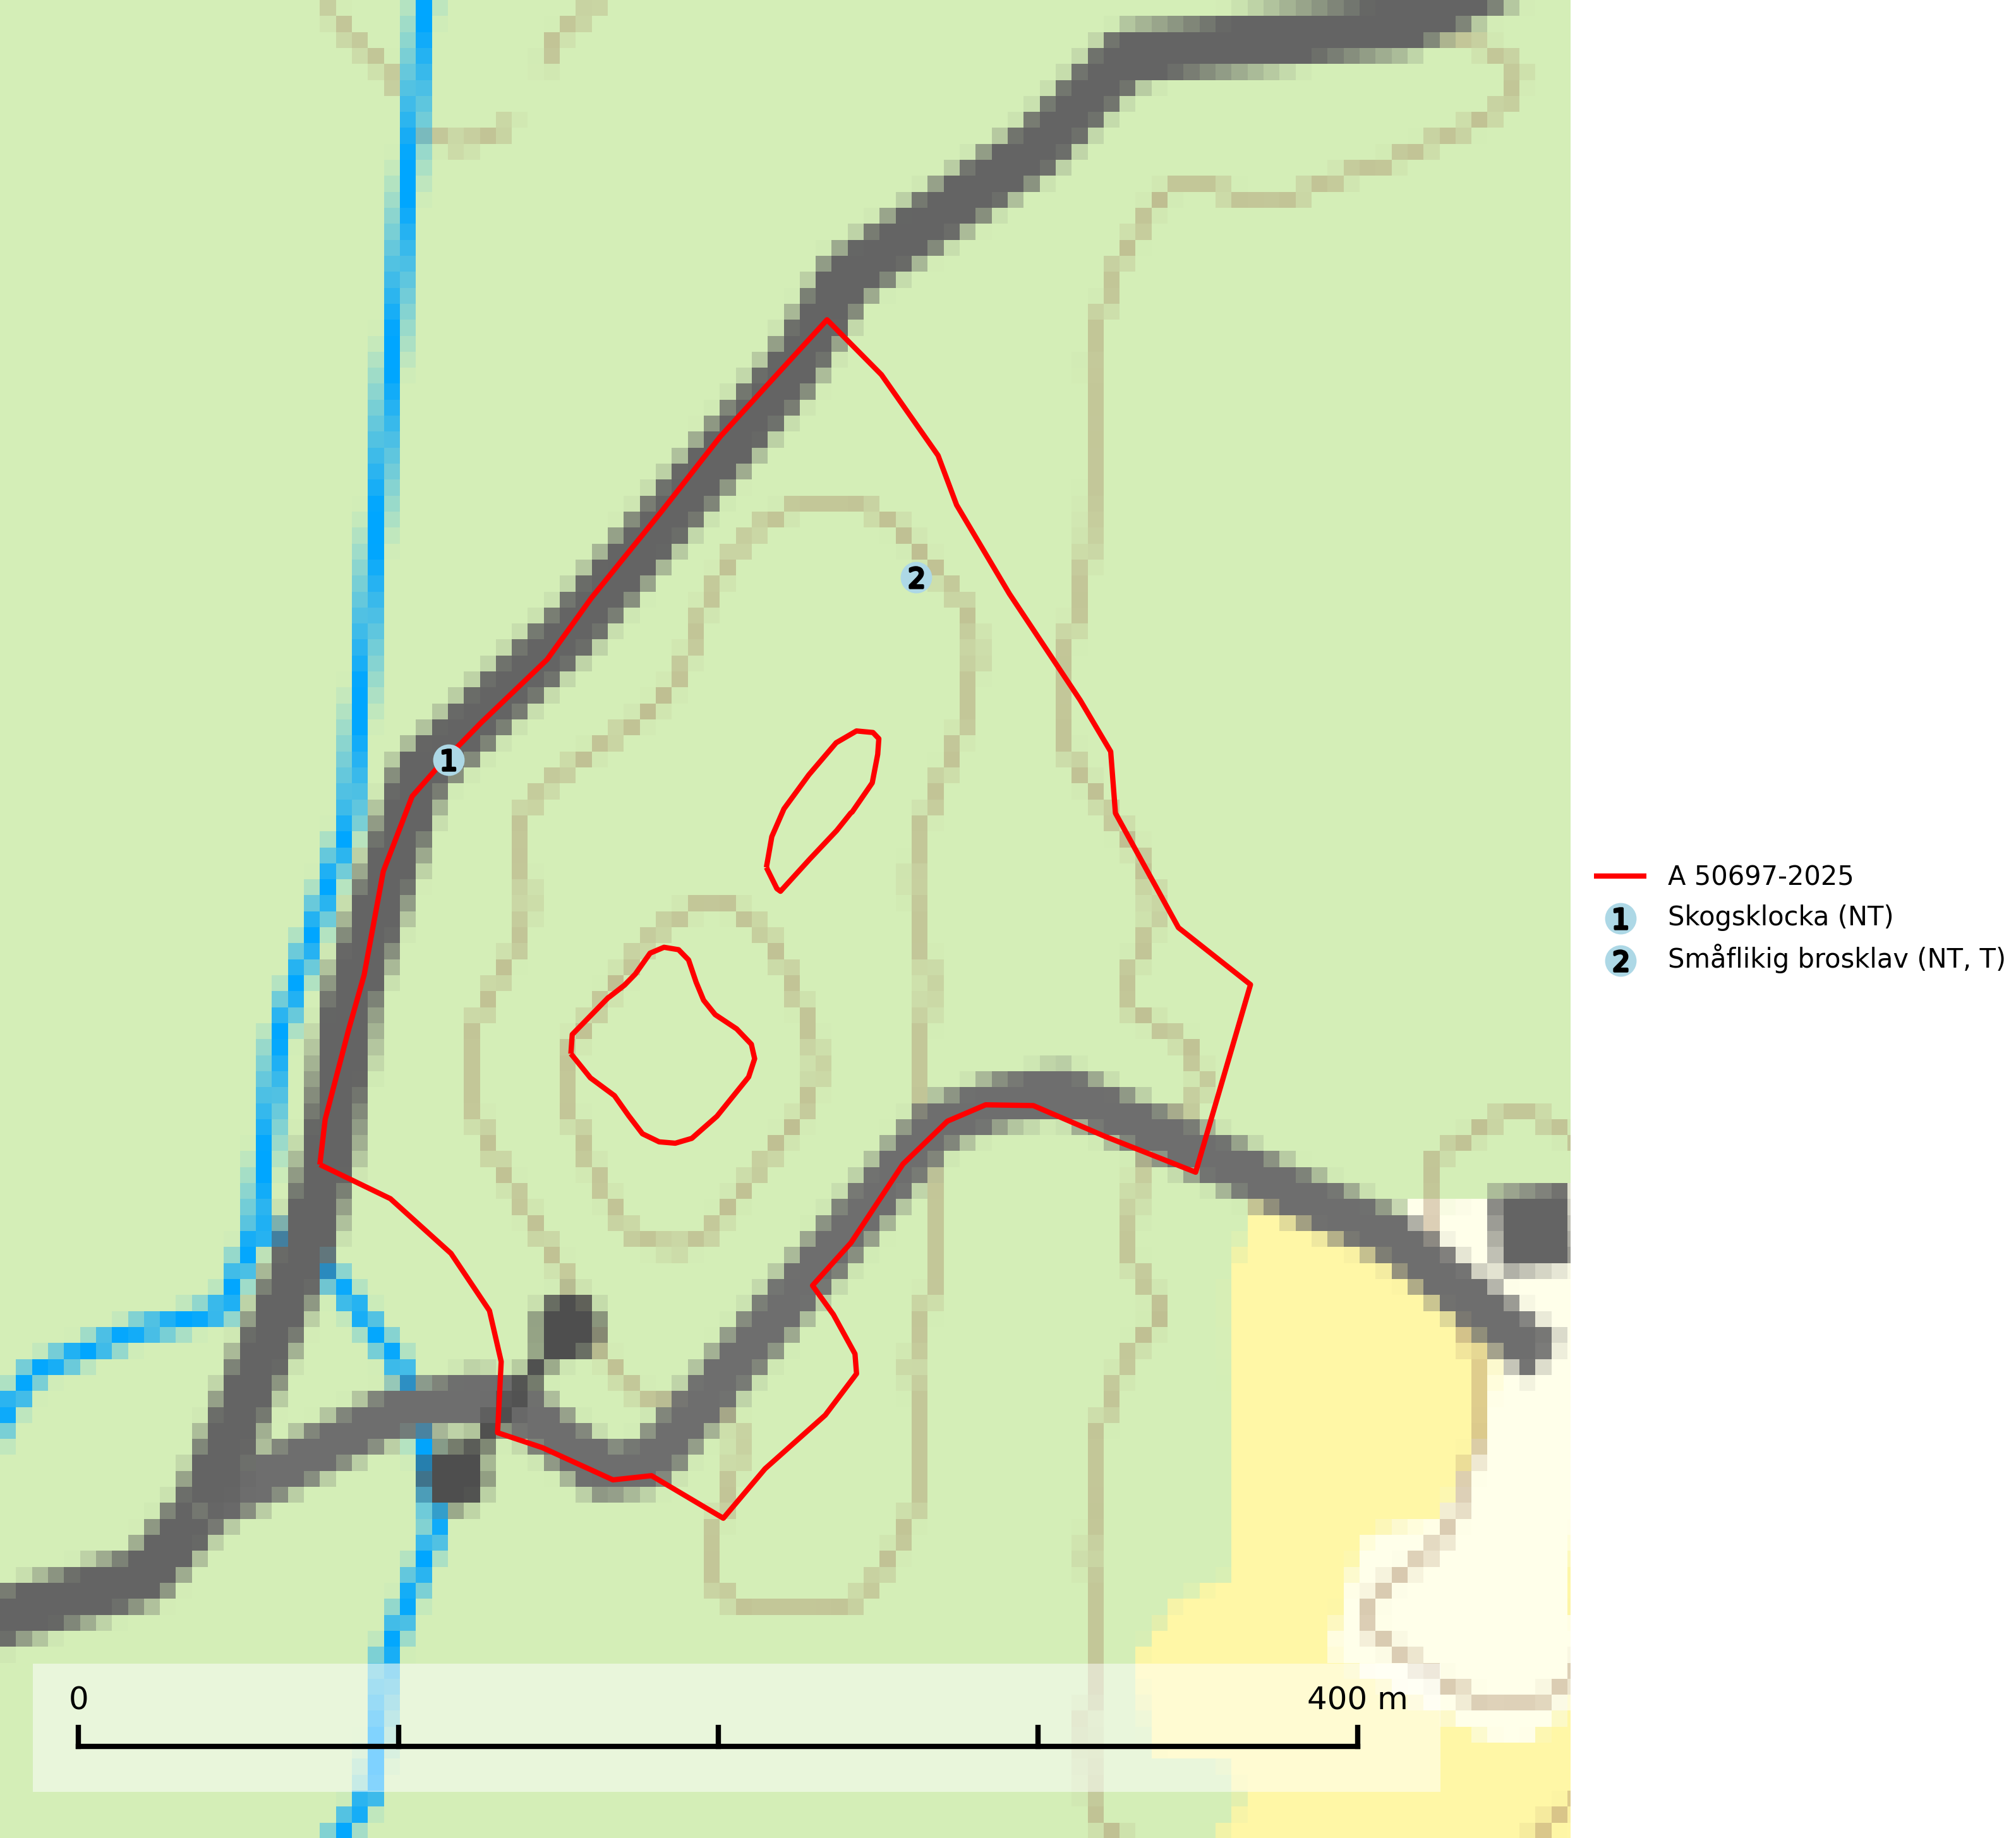 2
1
A 50697-2025
1 Skogsklocka (NT)
2 Småflikig brosklav (NT, T)
0 400 m